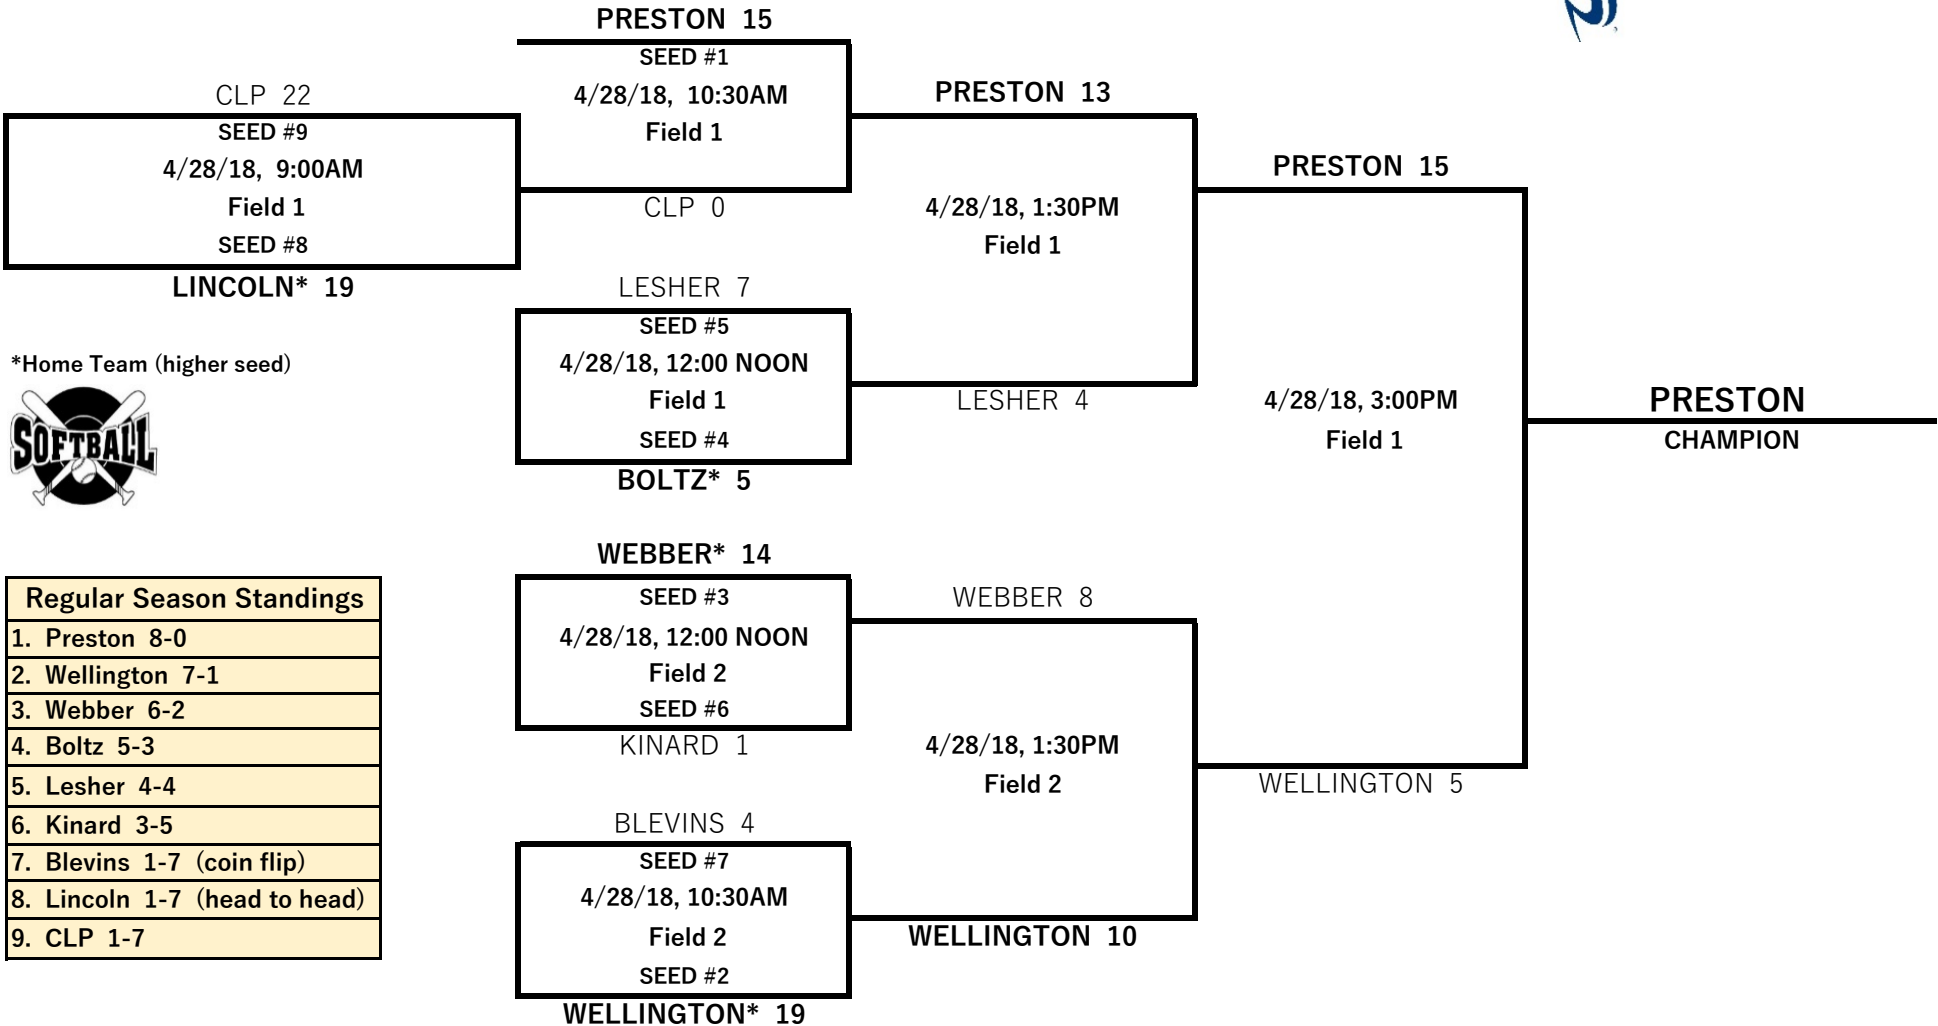 PRESTON 15
SEED #1
4/28/18, 10:30AM
Field 1
CLP 0
CLP 22
SEED #9
4/28/18, 9:00AM
Field 1
SEED #8
LINCOLN* 19
PRESTON 13
4/28/18, 1:30PM
Field 1
LESHER 4
LESHER 7
SEED #5
4/28/18, 12:00 NOON
Field 1
SEED #4
BOLTZ* 5
PRESTON 15
4/28/18, 3:00PM
Field 1
WELLINGTON 5
PRESTON
CHAMPION
*Home Team (higher seed)
SOFTBALL
WEBBER* 14
SEED #3
4/28/18, 12:00 NOON
Field 2
SEED #6
KINARD 1
WEBBER 8
4/28/18, 1:30PM
Field 2
WELLINGTON 10
BLEVINS 4
SEED #7
4/28/18, 10:30AM
Field 2
SEED #2
WELLINGTON* 19
Regular Season Standings
1. Preston 8-0
2. Wellington 7-1
3. Webber 6-2
4. Boltz 5-3
5. Lesher 4-4
6. Kinard 3-5
7. Blevins 1-7 (coin flip)
8. Lincoln 1-7 (head to head)
9. CLP 1-7